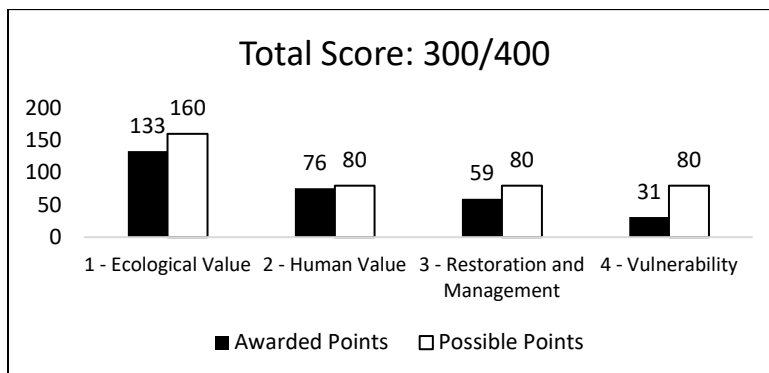 Total Score: 300/400
200
150
100
50
0
133
160
76
80
59
80
31
80
1 - Ecological Value
2 - Human Value
3 - Restoration and
Management
4 - Vulnerability
Awarded Points
Possible Points